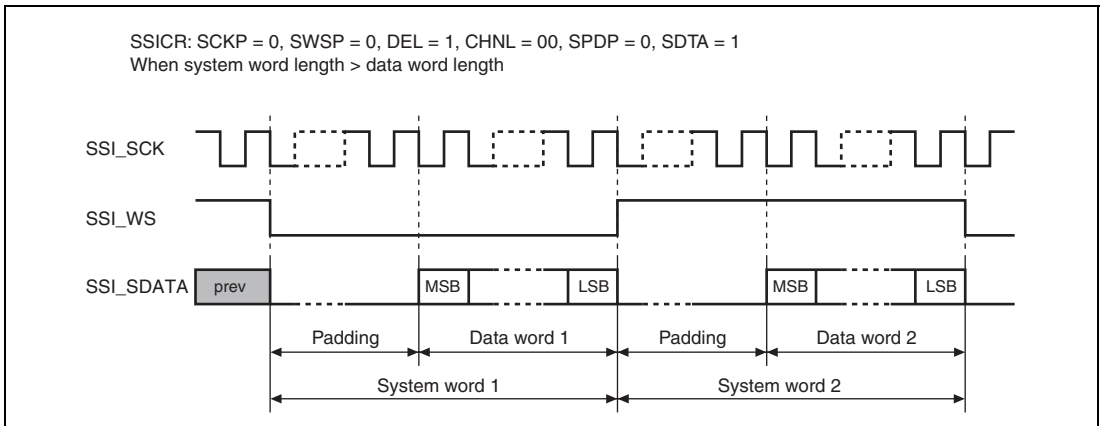 SSICR: SCKP = 0, SWSP = 0, DEL = 1, CHNL = 00, SPDP = 0, SDTA = 1
When system word length > data word length
SSI_SCK
SSI_WS
SSI_SDATA prev MSB LSB MSB LSB
Padding Data word 1 Padding Data word 2
System word 1 System word 2